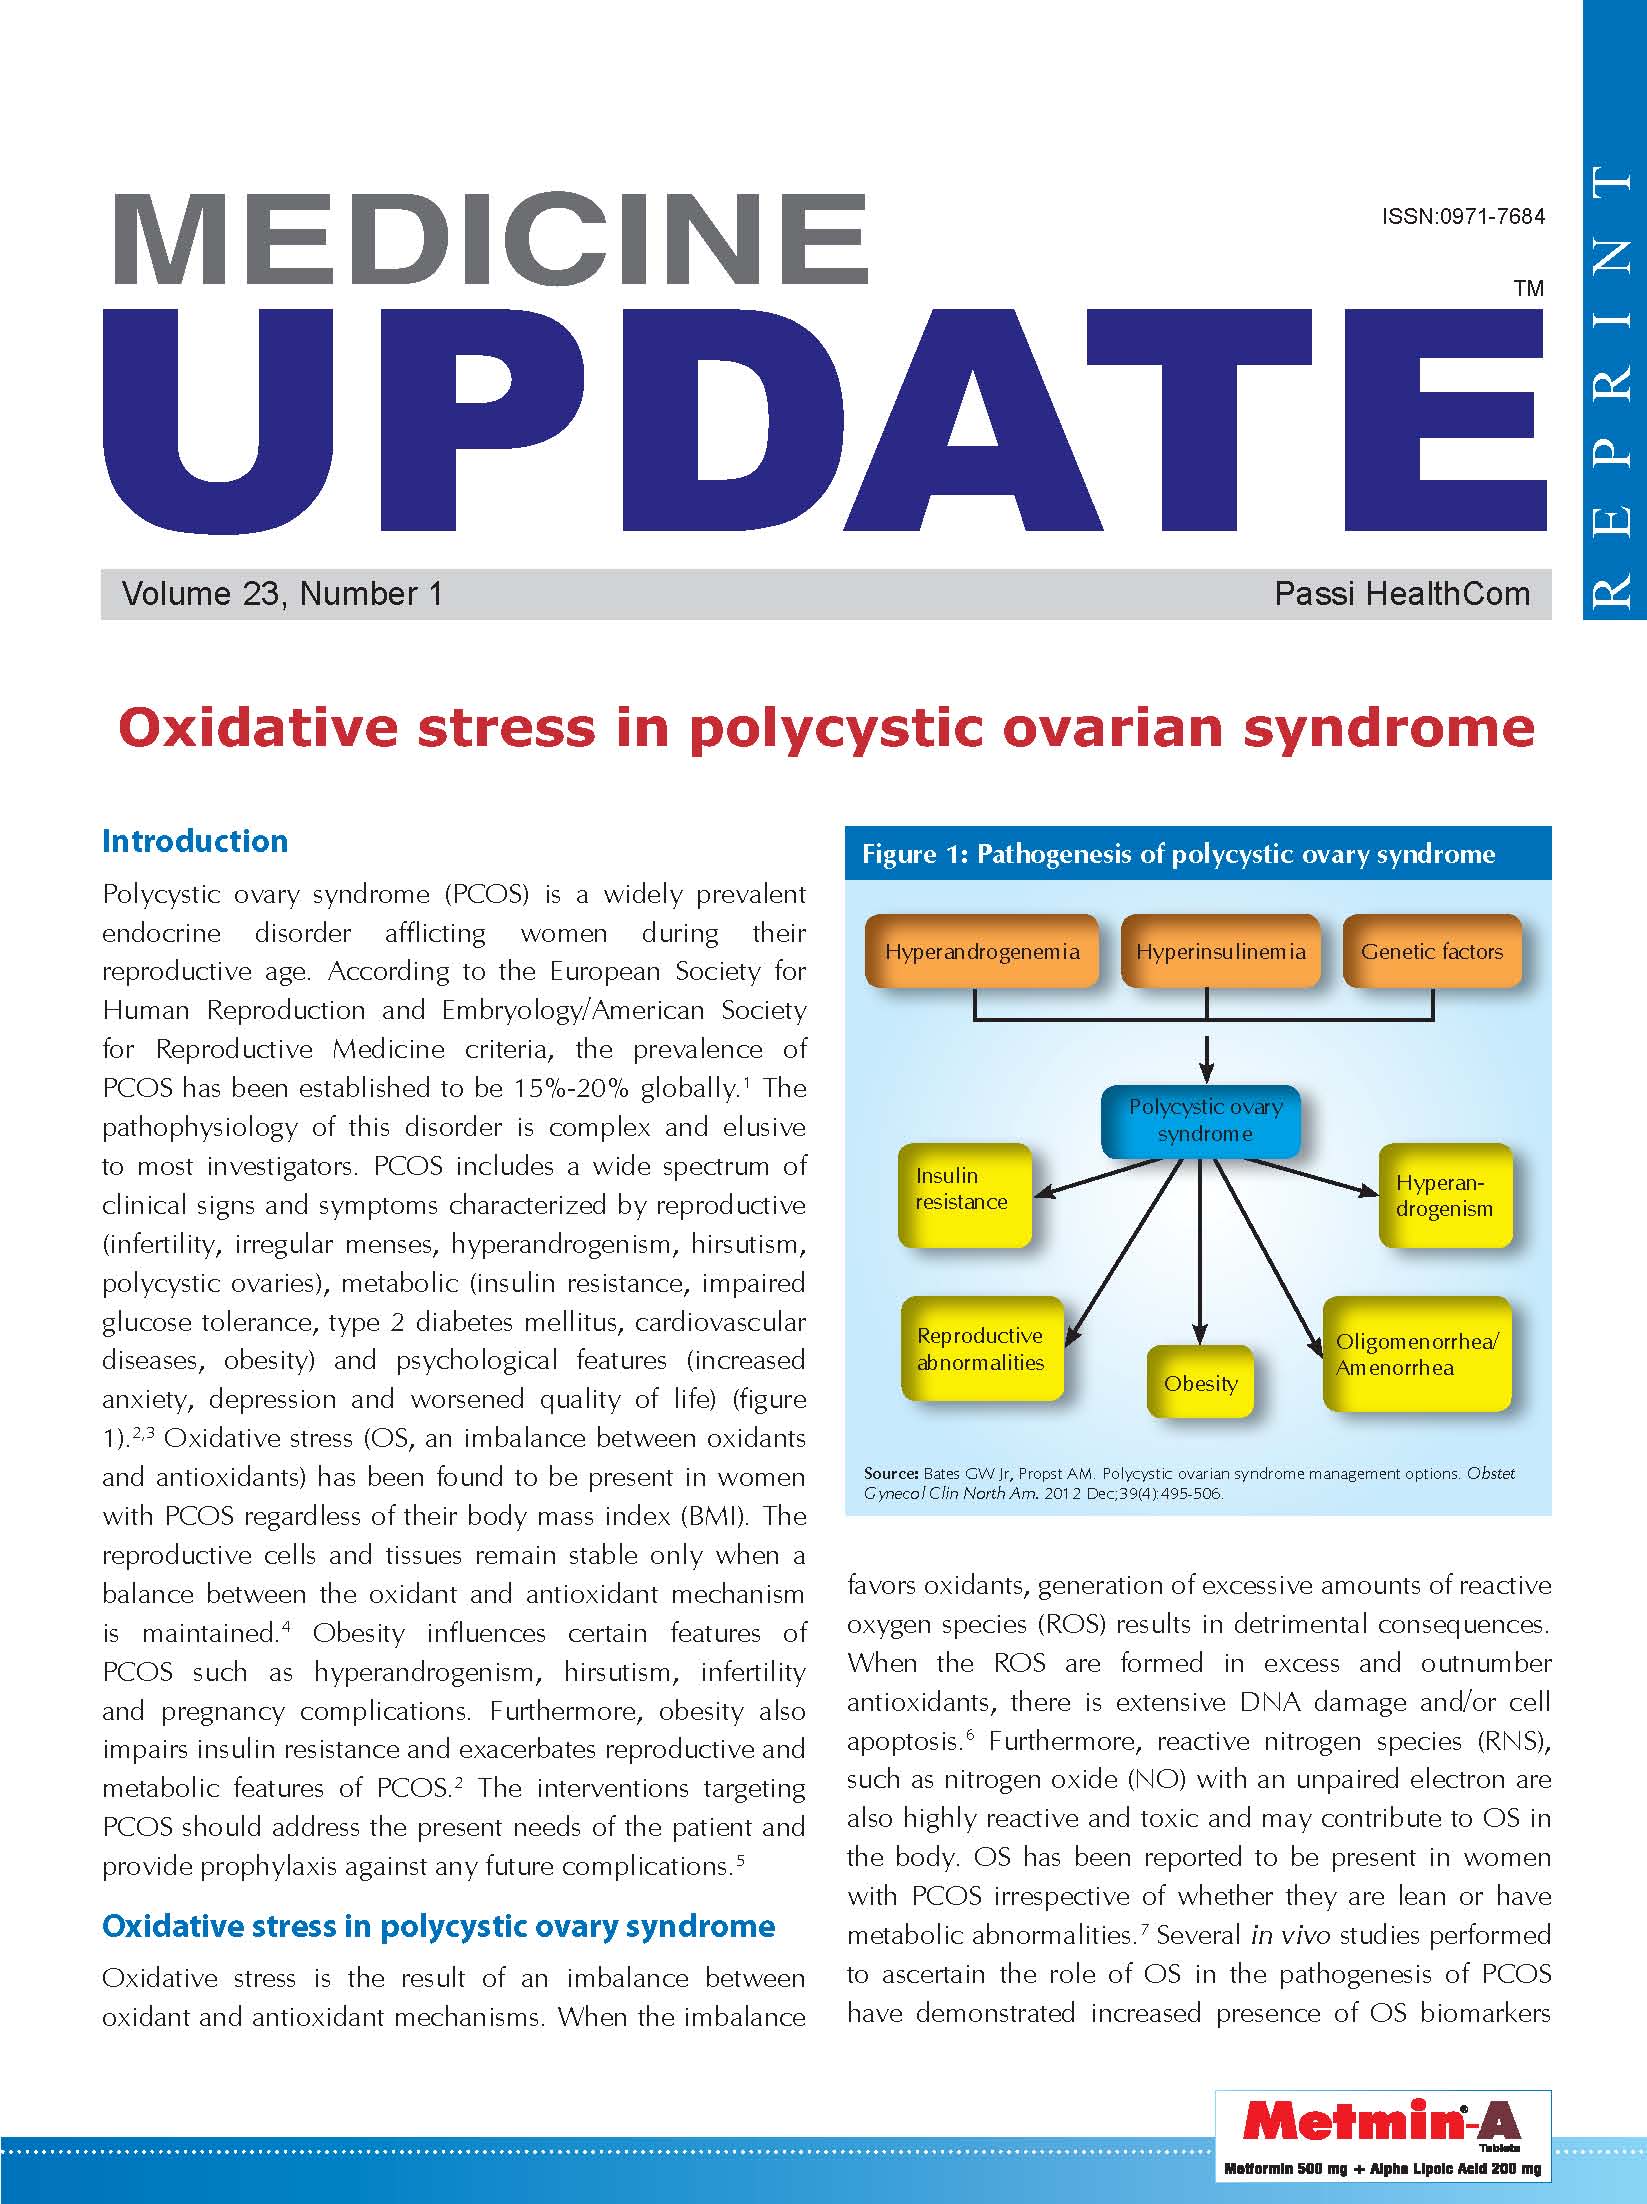 MEDICINE
ISSN:0971-7684
UPDATE
TM
REPRINT
Volume 23, Number 1
Passi HealthCom
Oxidative stress in polycystic ovarian syndrome
Introduction
Polycystic ovary syndrome (PCOS) is a widely prevalent
endocrine disorder afflicting women during their
reproductive age. According to the European Society for
Human Reproduction and Embryology/American Society
for Reproductive Medicine criteria, the prevalence of
PCOS has been established to be 15%-20% globally.1 The
pathophysiology of this disorder is complex and elusive
to most investigators. PCOS includes a wide spectrum of
clinical signs and symptoms characterized by reproductive
(infertility, irregular menses, hyperandrogenism, hirsutism,
polycystic ovaries), metabolic (insulin resistance, impaired
glucose tolerance, type 2 diabetes mellitus, cardiovascular
diseases, obesity) and psychological features (increased
anxiety, depression and worsened quality of life) (figure
1).2,3 Oxidative stress (OS, an imbalance between oxidants
and antioxidants) has been found to be present in women
with PCOS regardless of their body mass index (BMI). The
reproductive cells and tissues remain stable only when a
balance between the oxidant and antioxidant mechanism
is maintained.4 Obesity influences certain features of
PCOS such as hyperandrogenism, hirsutism, infertility
and pregnancy complications. Furthermore, obesity also
impairs insulin resistance and exacerbates reproductive and
metabolic features of PCOS.2 The interventions targeting
PCOS should address the present needs of the patient and
provide prophylaxis against any future complications.5
Oxidative stress in polycystic ovary syndrome
Oxidative stress is the result of an imbalance between
oxidant and antioxidant mechanisms. When the imbalance
Figure 1: Pathogenesis of polycystic ovary syndrome
Hyperandrogenemia
Hyperinsulinemia
Genetic factors
Polycystic ovary
syndrome
Insulin
resistance
Hyperan-
drogenism
Reproductive
abnormalities
Obesity
Oligomenorrhea/
Amenorrhea
Source: Bates GW Jr, Propst AM. Polycystic ovarian syndrome management options. Obstet
Gynecol Clin North Am. 2012 Dec;39(4):495-506.
favors oxidants, generation of excessive amounts of reactive
oxygen species (ROS) results in detrimental consequences.
When the ROS are formed in excess and outnumber
antioxidants, there is extensive DNA damage and/or cell
apoptosis.6 Furthermore, reactive nitrogen species (RNS),
such as nitrogen oxide (NO) with an unpaired electron are
also highly reactive and toxic and may contribute to OS in
the body. OS has been reported to be present in women
with PCOS irrespective of whether they are lean or have
metabolic abnormalities.7 Several in vivo studies performed
to ascertain the role of OS in the pathogenesis of PCOS
have demonstrated increased presence of OS biomarkers
Metmin®-A
Tablets
Metformin 500 mg + Alpha Lipoic Acid 200 mg